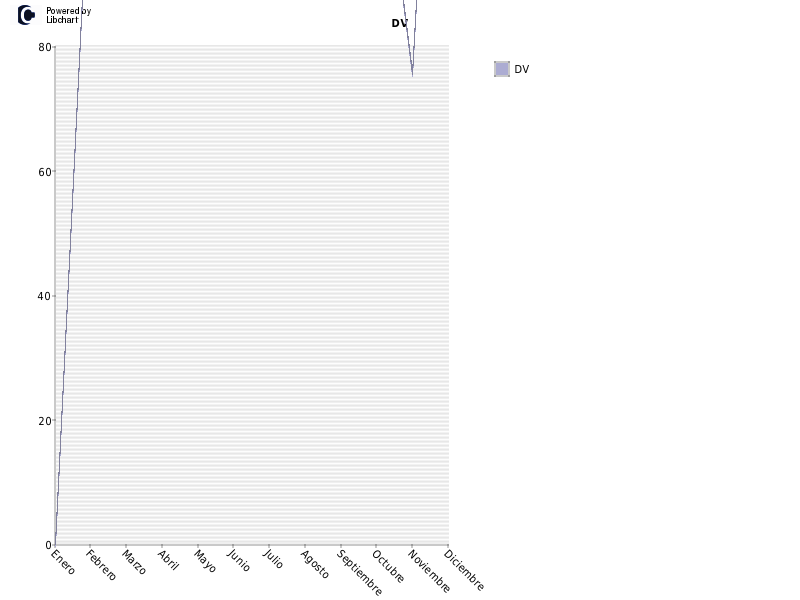 Powered by
Libchart
DV
80
60
40
20
0
DV
Enero
Febrero
Marzo
Abril
Mayo
Junio
Julio
Agosto
Septiembre
Octubre
Noviembre
Diciembre